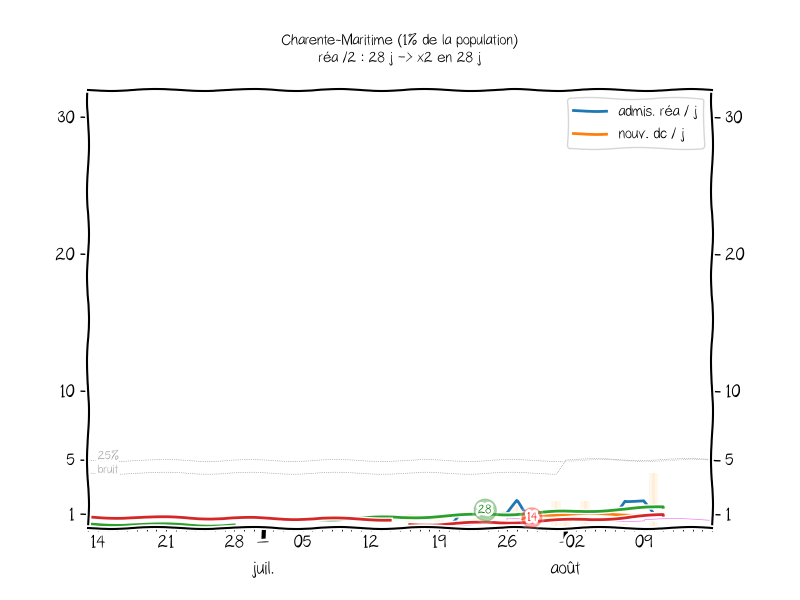 Charente-Maritime (1% de la population)
réa /2 : 28 j -> x2 en 28 j
admis. réa / j
nouv. dc / j
30
30
20
20
10
10
5
5
25%
bruit
1
1
28
14
14 21 28 05 12 19 26 02 09
juil. août